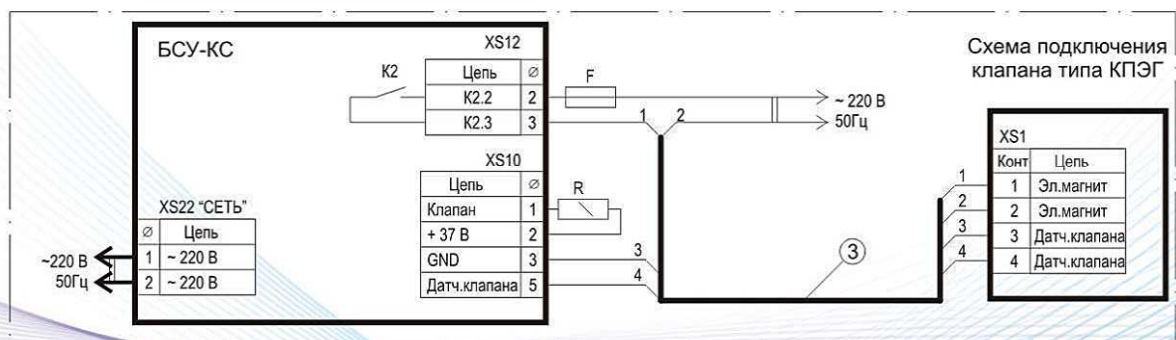 БСУ-КС
XS12
Цепь ∅
К2.2 2
К2.3 3
К2
F
~ 220 В
50Гц
1 2
XS10
Цепь ∅
Клапан 1
+ 37 В 2
GND 3
Датч.клапана 5
R
3
4
XS22 "СЕТЬ"
∅ Цепь
1 ~ 220 В
2 ~ 220 В
~220 В
50Гц
3
Схема подключения
клапана типа КПЭГ
XS1
Конт Цепь
1 Эл.магнит
2 Эл.магнит
3 Датч.клапана
4 Датч.клапана
1
2
3
4